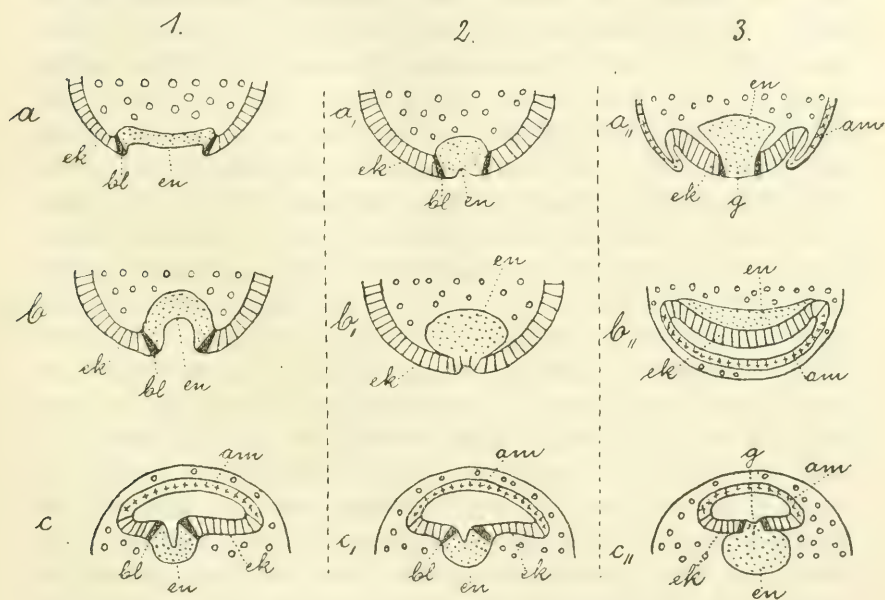 1. 2. 3.
a a, a,,
en
am
ek bl en
ek bl en
ek g
b b, b,,
en
en
ek bl en
ek
ek am
c c, c,,
am
am
g am
bl en ek
bl en ek
ek en